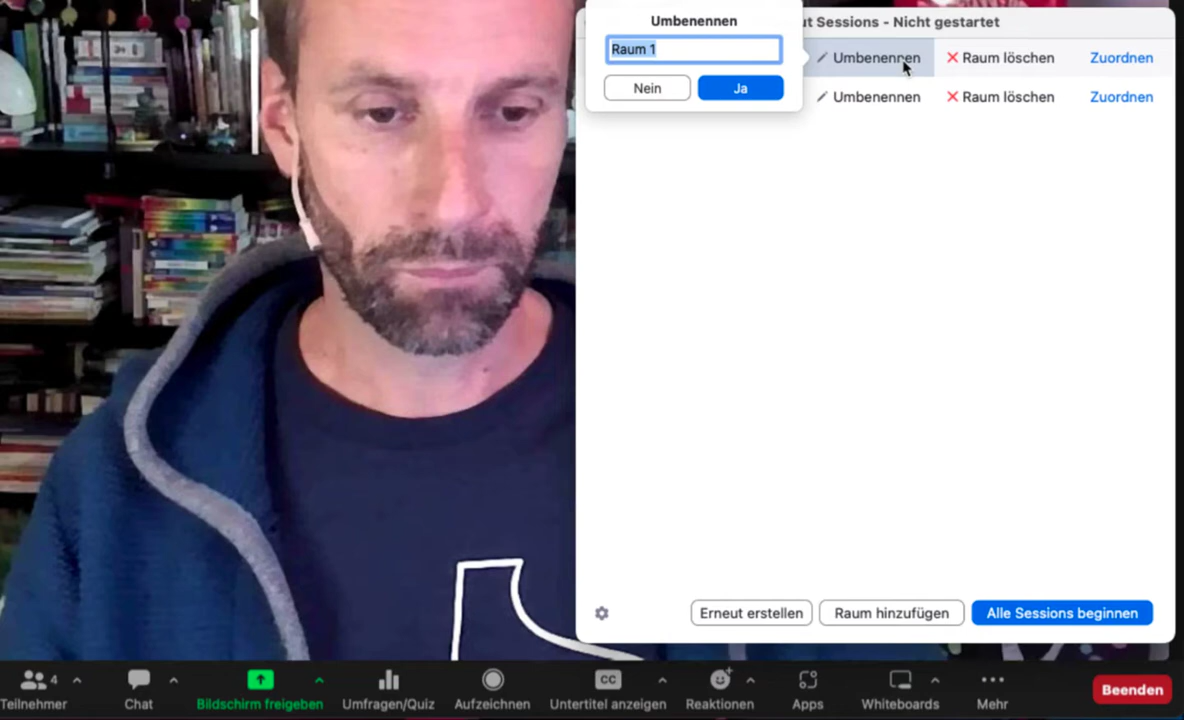 Umbenennen
ut Sessions - Nicht gestartet
Raum 1
Umbenennen
Raum löschen
Zuordnen
Nein
Ja
Umbenennen
Raum löschen
Zuordnen
Erneut erstellen
Raum hinzufügen
Alle Sessions beginnen
4
CC
Teilnehmer
Chat
Bildschirm freigeben
Umfragen/Quiz
Aufzeichnen
Untertitel anzeigen
Reaktionen
Apps
Whiteboards
Mehr
Beenden